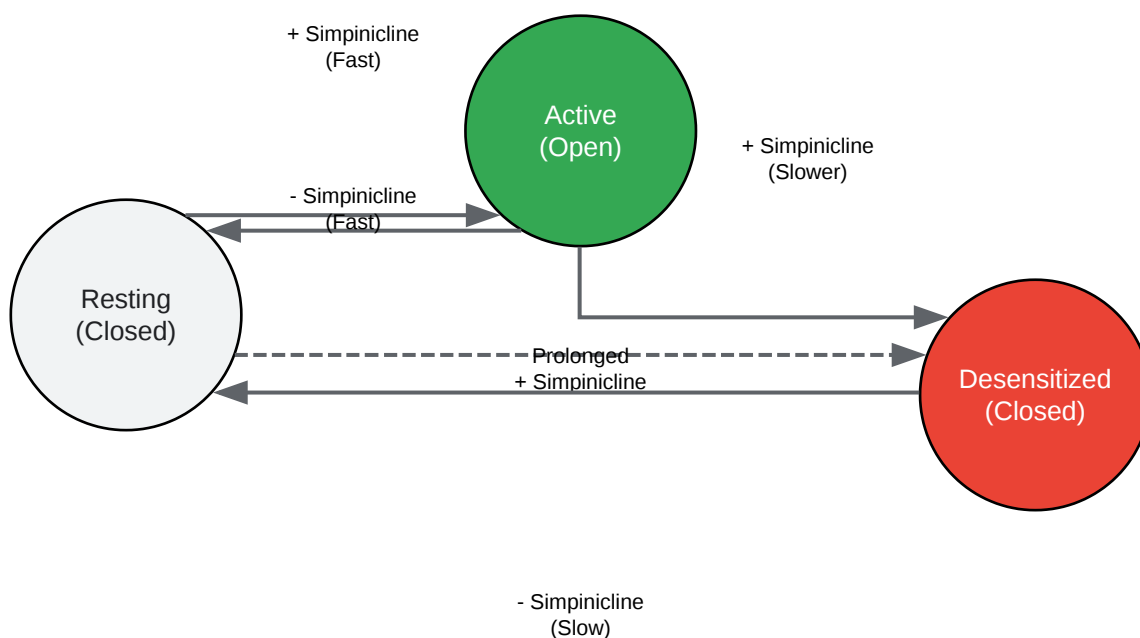 + Simpinicline
(Fast)
Active
(Open)
+ Simpinicline
(Slower)
- Simpinicline
(Fast)
Resting
(Closed)
Prolonged
+ Simpinicline
Desensitized
(Closed)
- Simpinicline
(Slow)